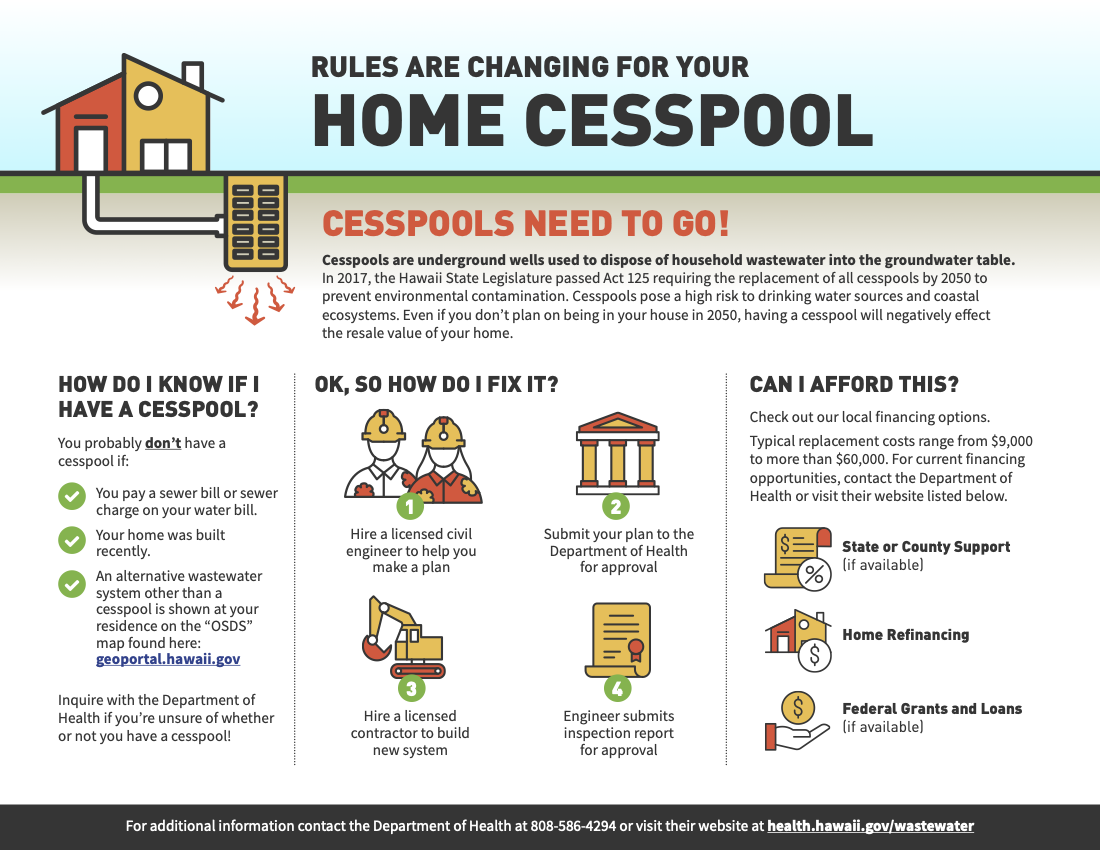 RULES ARE CHANGING FOR YOUR
HOME CESSPOOL
CESSPOOLS NEED TO GO!
Cesspools are underground wells used to dispose of household wastewater into the groundwater table.
In 2017, the Hawaii State Legislature passed Act 125 requiring the replacement of all cesspools by 2050 to
prevent environmental contamination. Cesspools pose a high risk to drinking water sources and coastal
ecosystems. Even if you don't plan on being in your house in 2050, having a cesspool will negatively effect
the resale value of your home.
HOW DO I KNOW IF I
HAVE A CESSPOOL?
You probably don't have a
cesspool if:
You pay a sewer bill or sewer
charge on your water bill.
Your home was built
recently.
An alternative wastewater
system other than a
cesspool is shown at your
residence on the “OSDS”
map found here:
geoportal.hawaii.gov
Inquire with the Department of
Health if you're unsure of whether
or not you have a cesspool!
OK, SO HOW DO I FIX IT?
1
Hire a licensed civil
engineer to help you
make a plan
2
Submit your plan to the
Department of Health
for approval
3
Hire a licensed
contractor to build
new system
4
Engineer submits
inspection report
for approval
CAN I AFFORD THIS?
Check out our local financing options.
Typical replacement costs range from $9,000
to more than $60,000. For current financing
opportunities, contact the Department of
Health or visit their website listed below.
$
%
State or County Support
(if available)
$
Home Refinancing
$
Federal Grants and Loans
(if available)
For additional information contact the Department of Health at 808-586-4294 or visit their website at health.hawaii.gov/wastewater